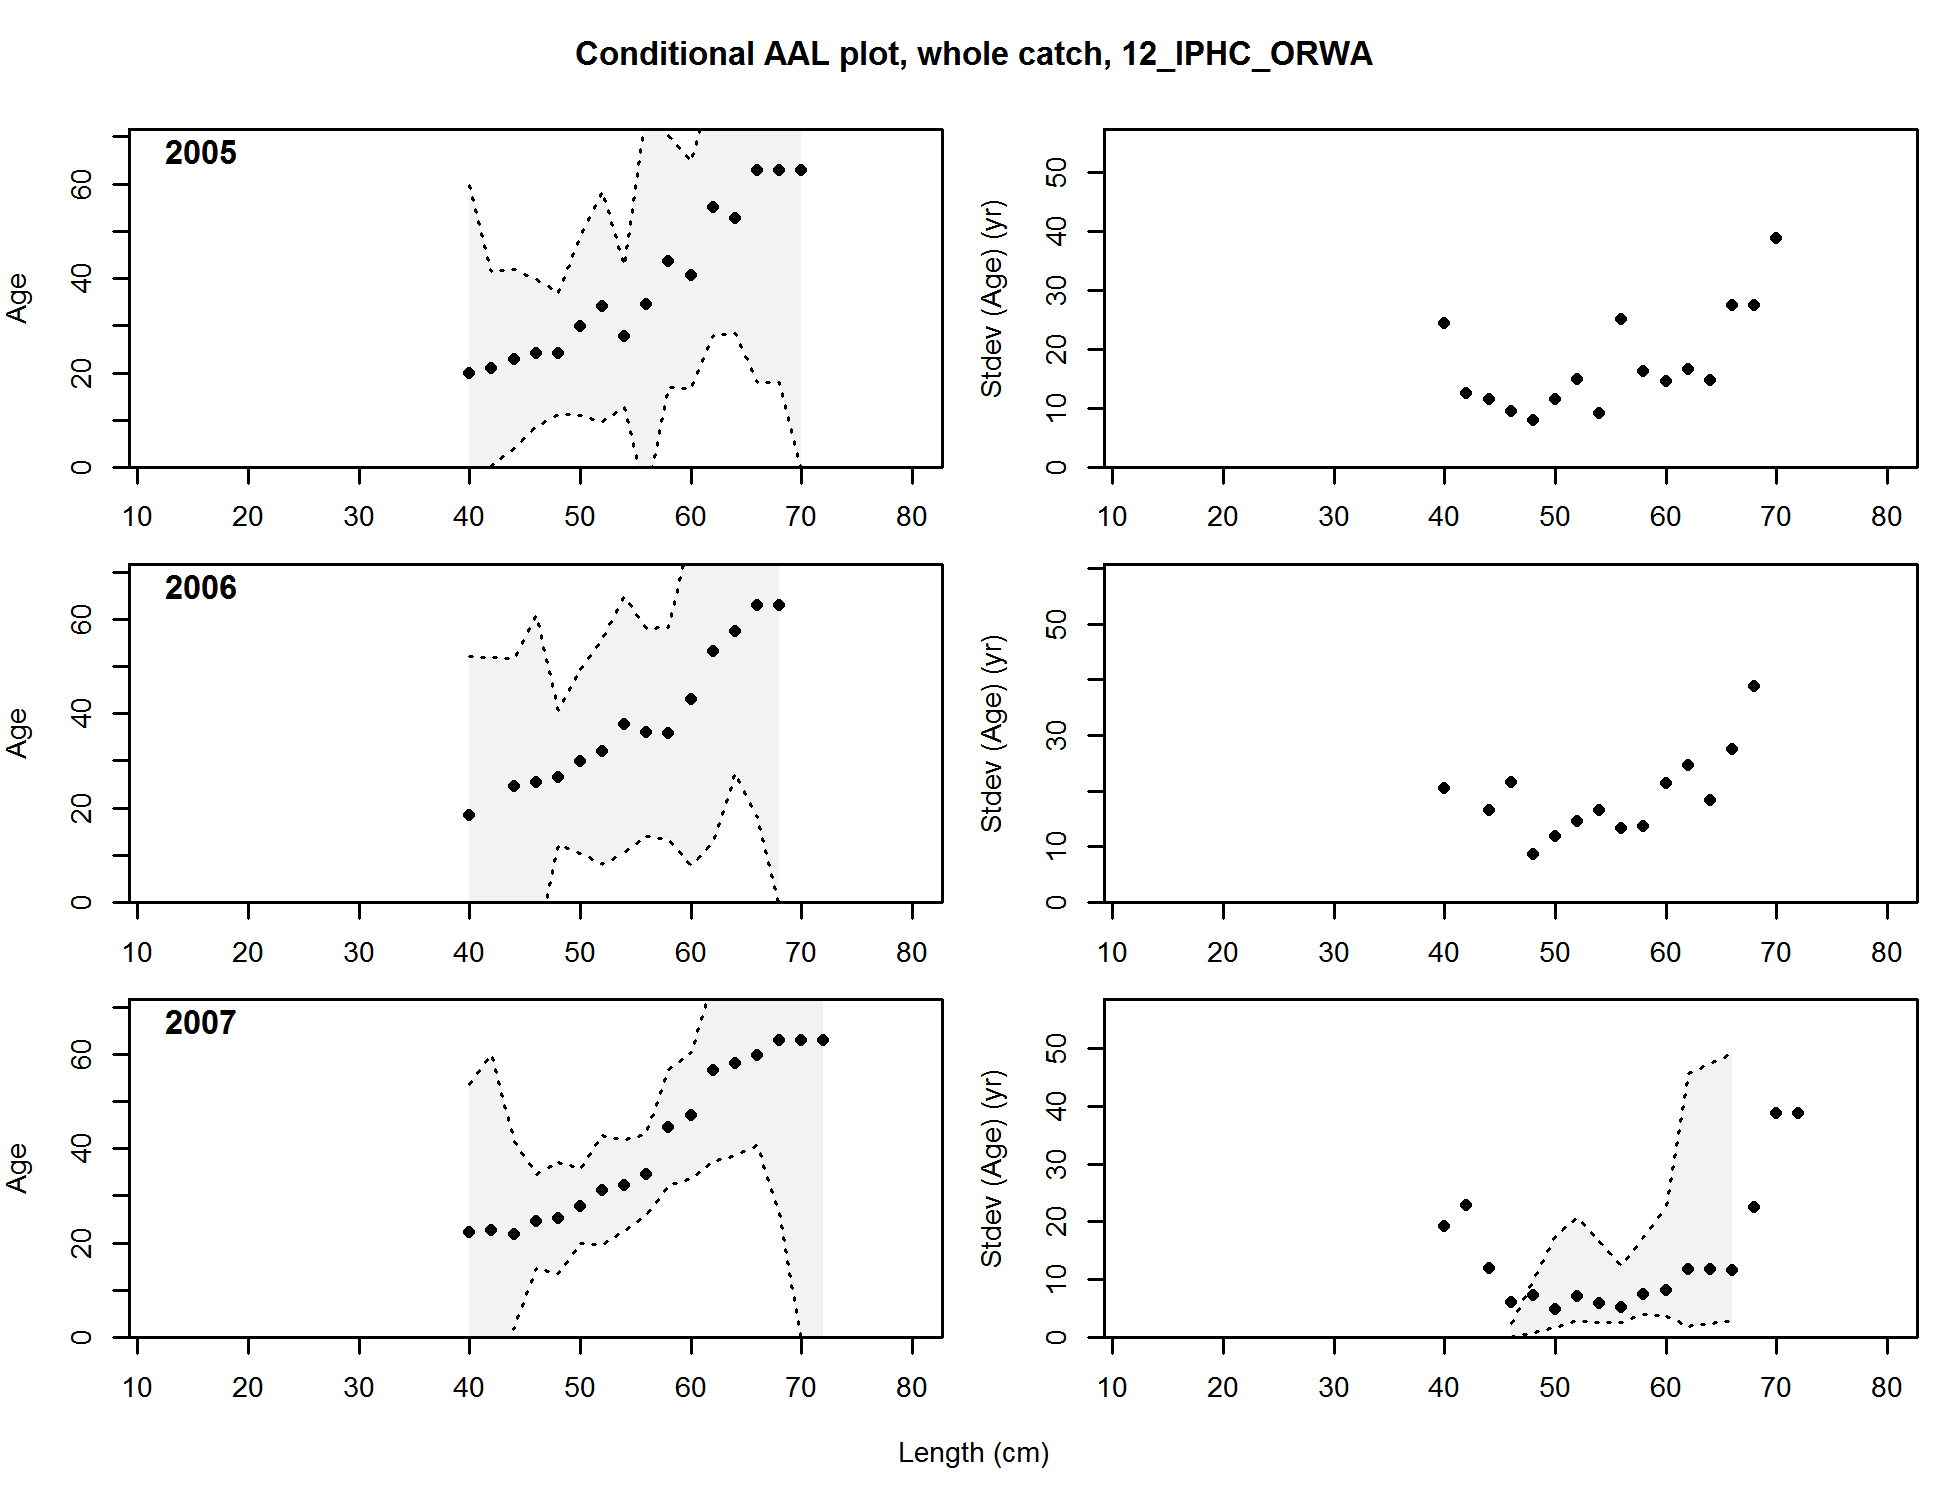 Conditional AAL plot, whole catch, 12_IPHC_ORWA
2005
Age
0 20 40 60
10 20 30 40 50 60 70 80
Stdev (Age) (yr)
0 10 20 30 40 50
10 20 30 40 50 60 70 80
2006
Age
0 20 40 60
10 20 30 40 50 60 70 80
Stdev (Age) (yr)
0 10 30 50
10 20 30 40 50 60 70 80
2007
Age
0 20 40 60
10 20 30 40 50 60 70 80
Stdev (Age) (yr)
0 10 20 30 40 50
10 20 30 40 50 60 70 80
Length (cm)